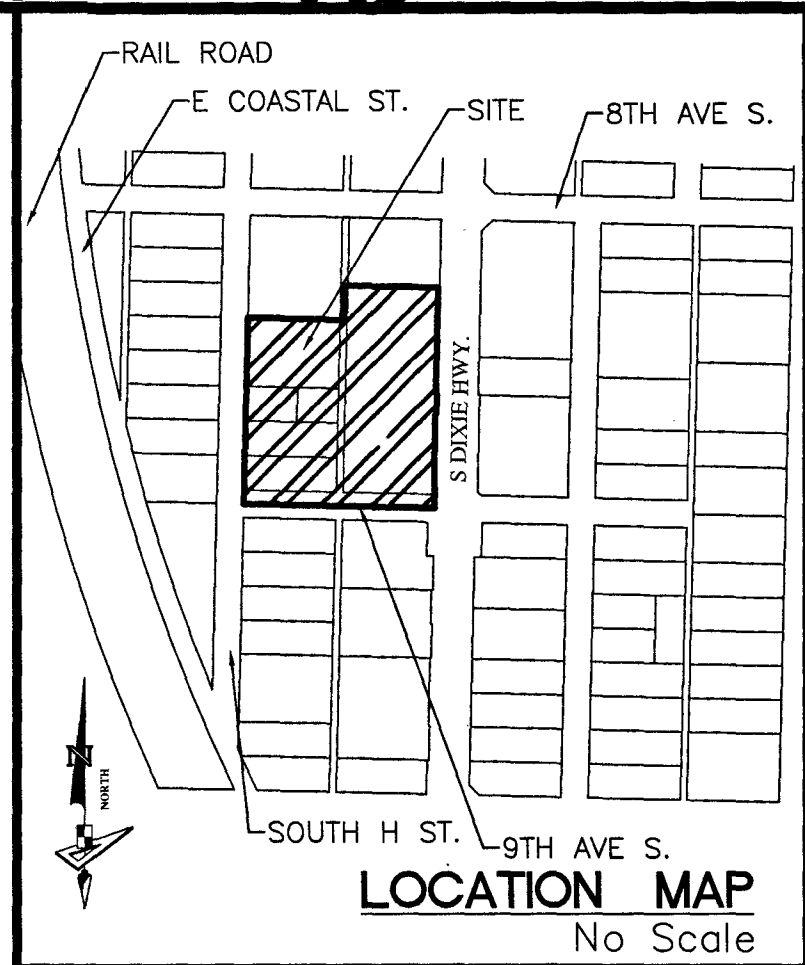 RAIL ROAD
E COASTAL ST.
SITE
8TH AVE S.
S DIXIE HWY.
N
NORTH
SOUTH H ST.
9TH AVE S.
LOCATION MAP
No Scale